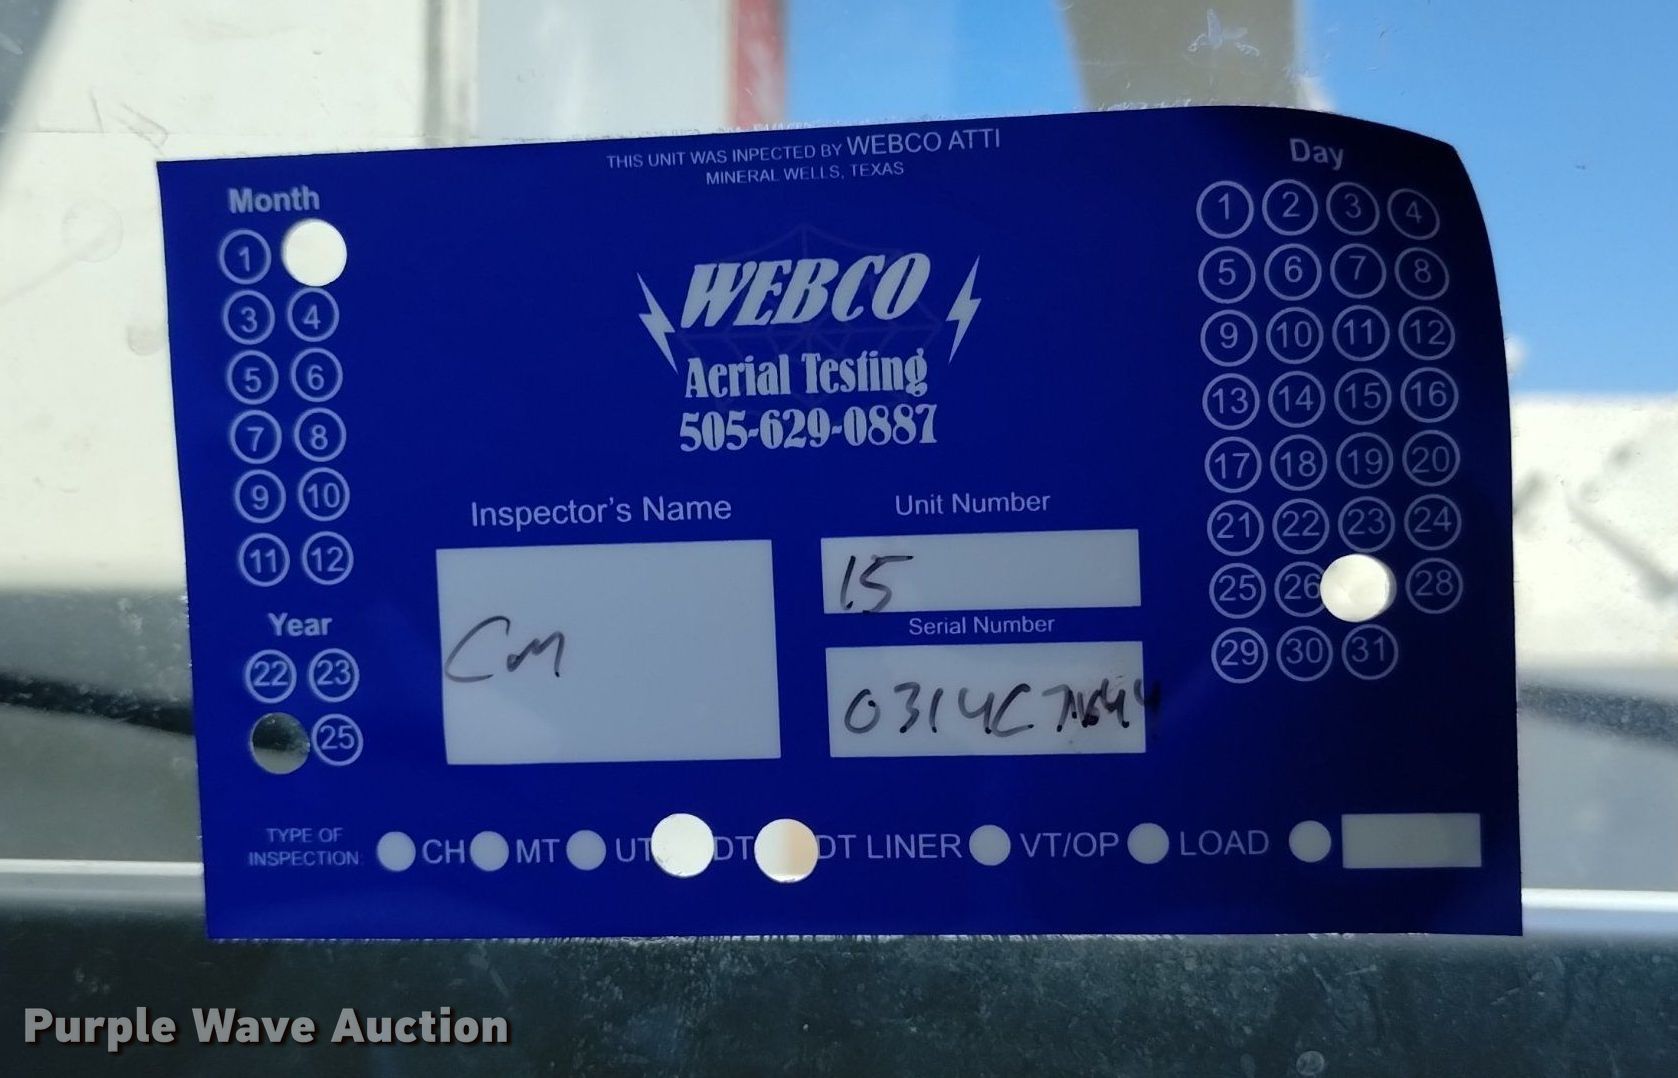 THIS UNIT WAS INPECTED BY WEBCO ATTI
MINERAL WELLS, TEXAS
Month
1
3 4
5 6
7 8
9 10
11 12
Year
22 23
25
WEBCO
Aerial Testing
505-629-0887
Inspector's Name
CM
Unit Number
15
Serial Number
Day
1 2 3 4
5 6 7 8
9 10 11 12
13 14 15 16
17 18 19 20
21 22 23 24
25 26 28
29 30 31
TYPE OF
INSPECTION: CH MT UT DT DT LINER VT/OP LOAD
Purple Wave Auction